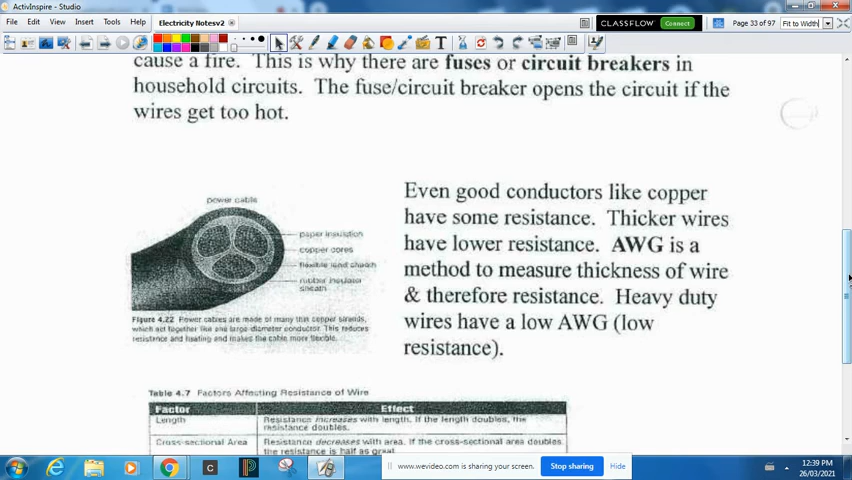 ActivInspire - Studio
File Edit View Insert Tools Help
Electricity Notesv2
CLASSFLOW Connect
Page 33 of 97
Fit to Width
cause a fire. This is why there are fuses or circuit breakers in
household circuits. The fuse/circuit breaker opens the circuit if the
wires get too hot.
power cable
paper insulation
copper cores
flexible lead sheath
rubber insulator
sheath
Figure 4.22 Power cables are made of many thin copper strands,
which act together like one large-diameter conductor. This reduces
resistance and heating and makes the cable more flexible.
Even good conductors like copper
have some resistance. Thicker wires
have lower resistance. AWG is a
method to measure thickness of wire
& therefore resistance. Heavy duty
wires have a low AWG (low
resistance).
Table 4.7 Factors Affecting Resistance of Wire
Factor Effect
Length Resistance increases with length. If the length doubles, the
resistance doubles.
Cross-sectional Area Resistance decreases with area. If the cross-sectional area doubles,
the resistance is half as great.
www.wevideo.com is sharing your screen.
Stop sharing
Hide
12:39 PM
26/03/2021